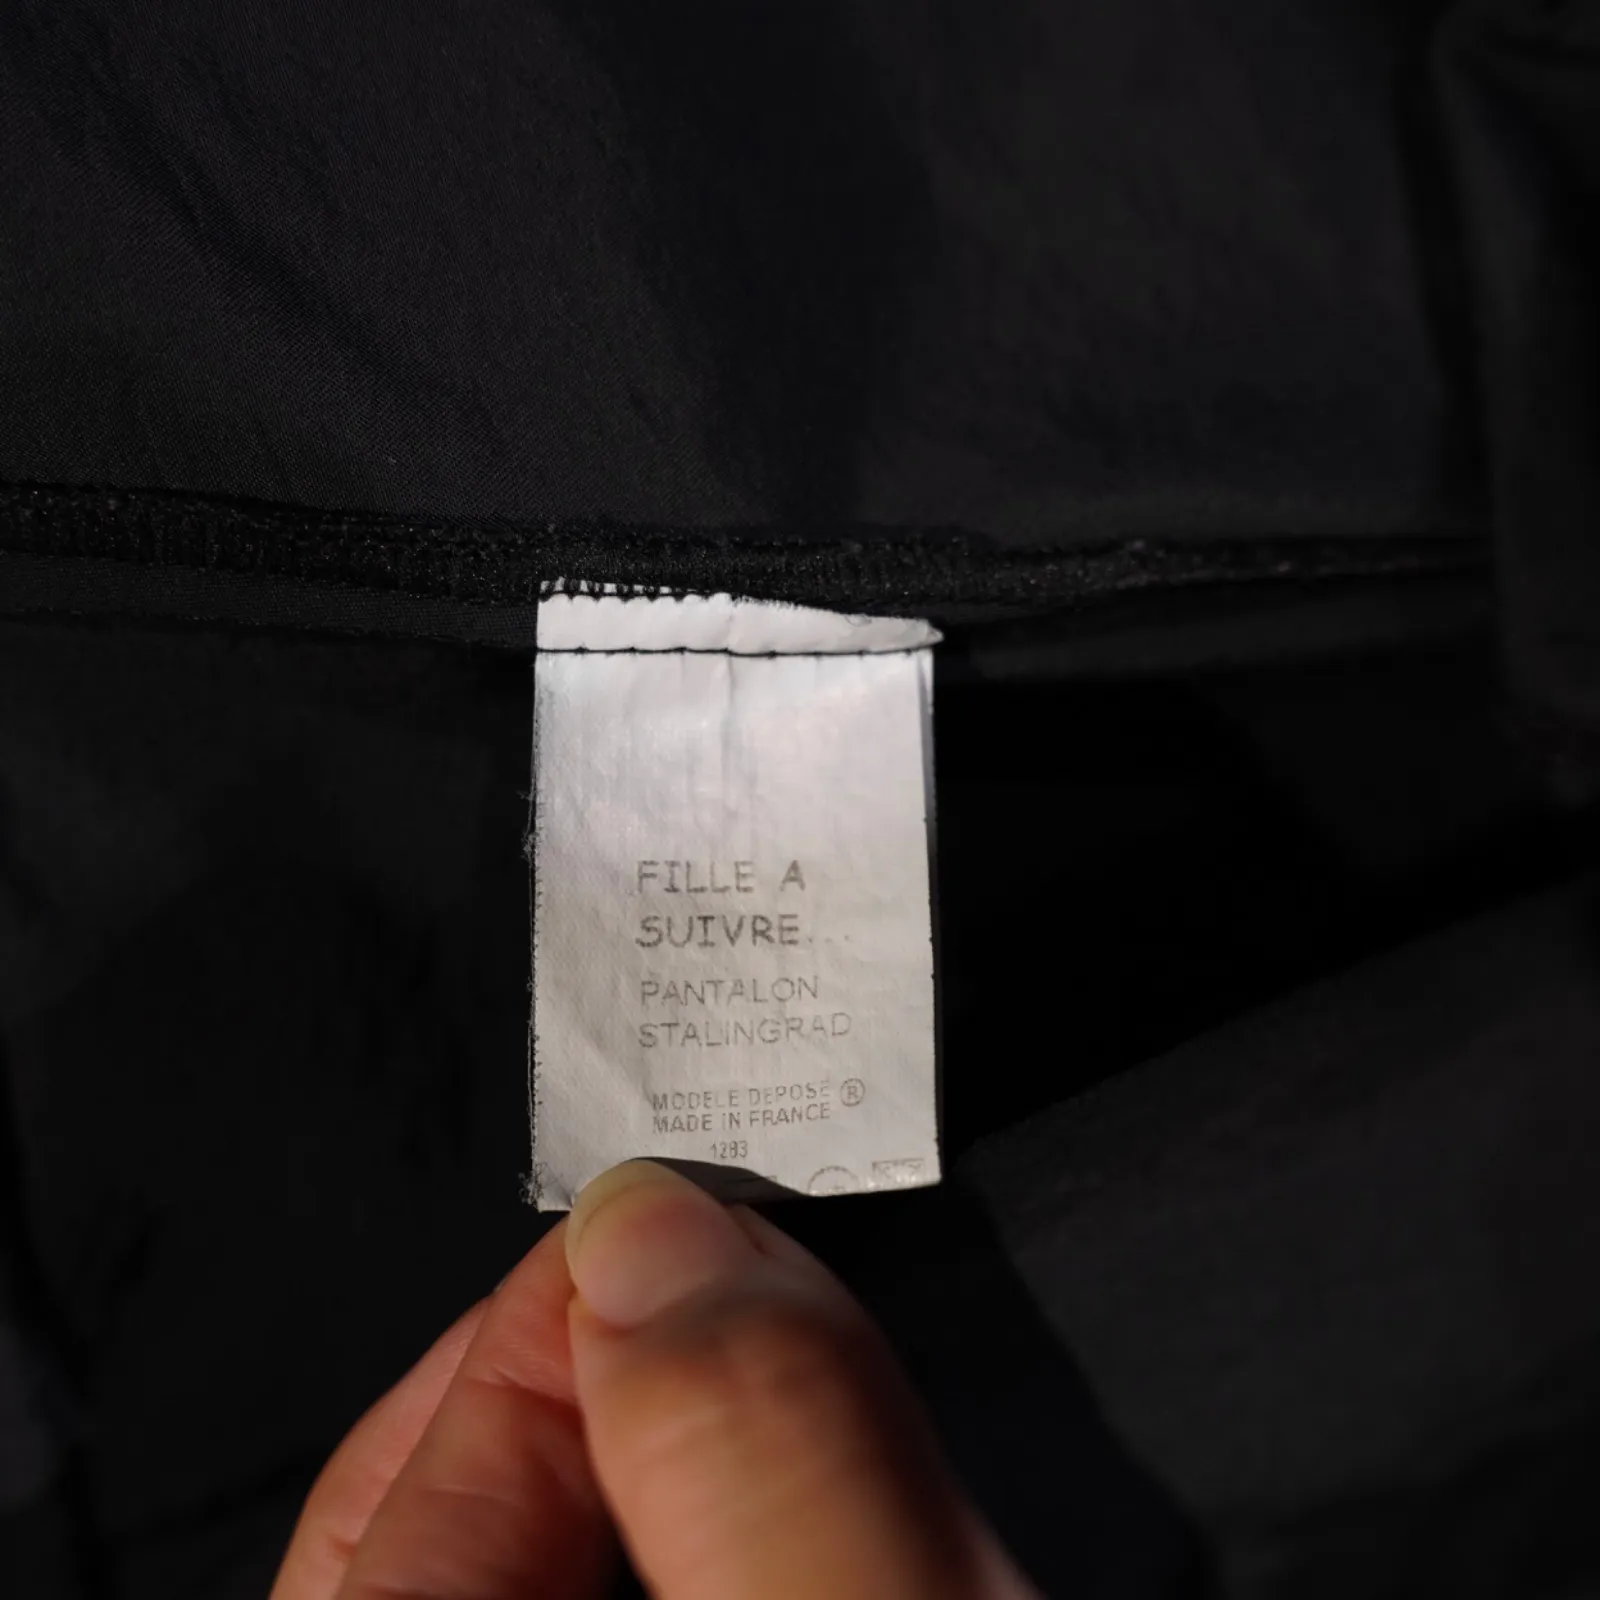 FILLE A
SUIVRE...
PANTALON
STALINGRAD
MODELE DEPOSE ®
MADE IN FRANCE
1283